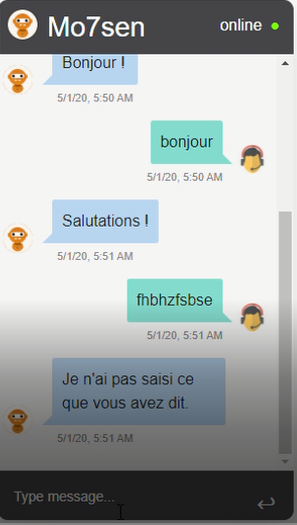 Mo7sen
online
Bonjour !
5/1/20, 5:50 AM
bonjour
5/1/20, 5:50 AM
Salutations !
5/1/20, 5:51 AM
fhbhzfsbse
5/1/20, 5:51 AM
Je n'ai pas saisi ce
que vous avez dit.
5/1/20, 5:51 AM
Type message...